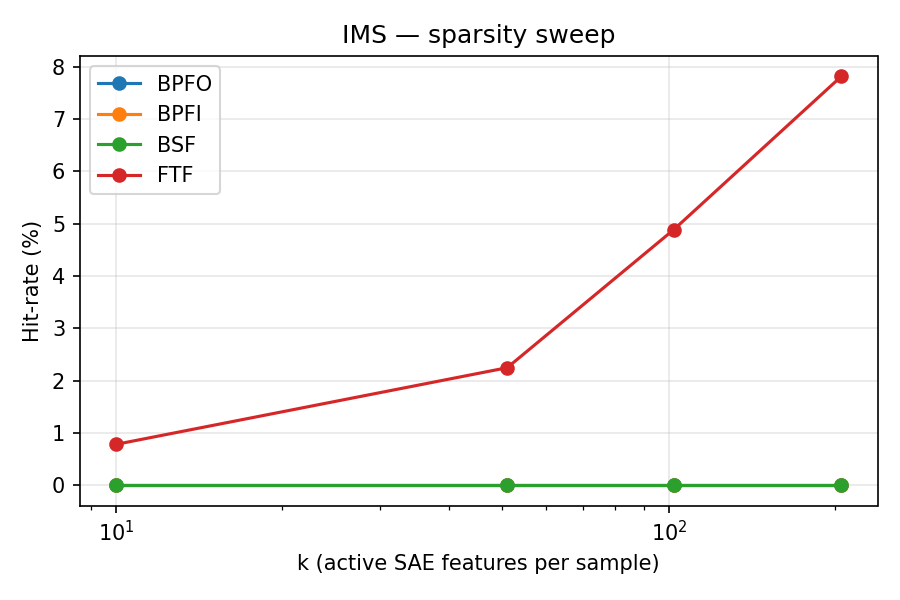 IMS — sparsity sweep
BPFO
BPFI
BSF
FTF
8
7
6
5
4
3
2
1
0
Hit-rate (%)
10¹
10²
k (active SAE features per sample)